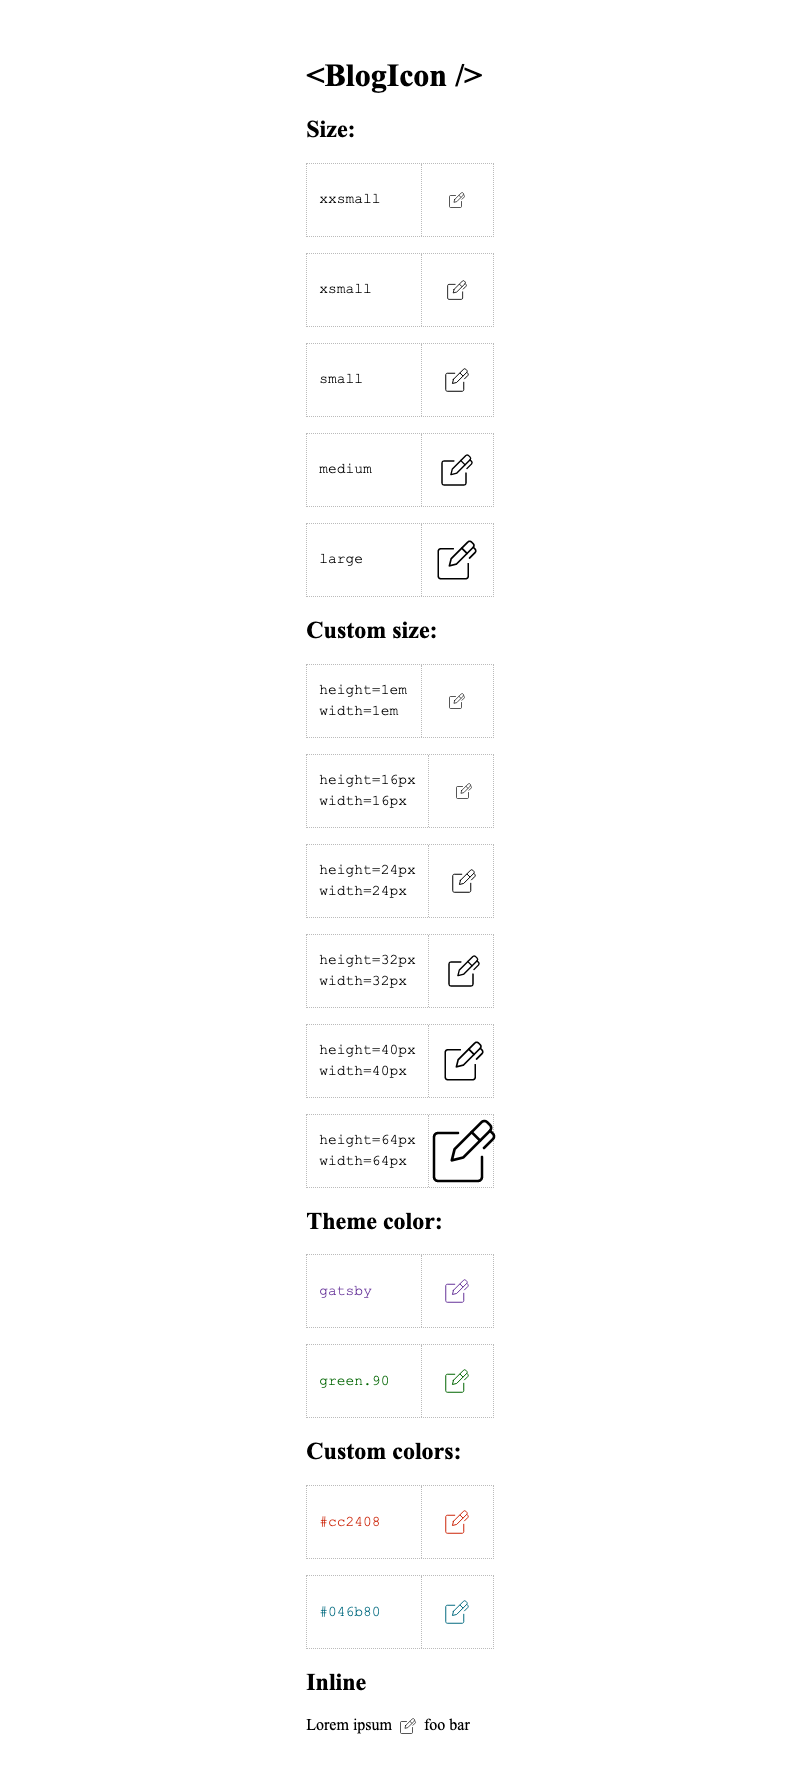 <BlogIcon />
Size:
xxsmall
xsmall
small
medium
large
Custom size:
height=1em
width=1em
height=16px
width=16px
height=24px
width=24px
height=32px
width=32px
height=40px
width=40px
height=64px
width=64px
Theme color:
gatsby
green.90
Custom colors:
#cc2408
#046b80
Inline
Lorem ipsum foo bar